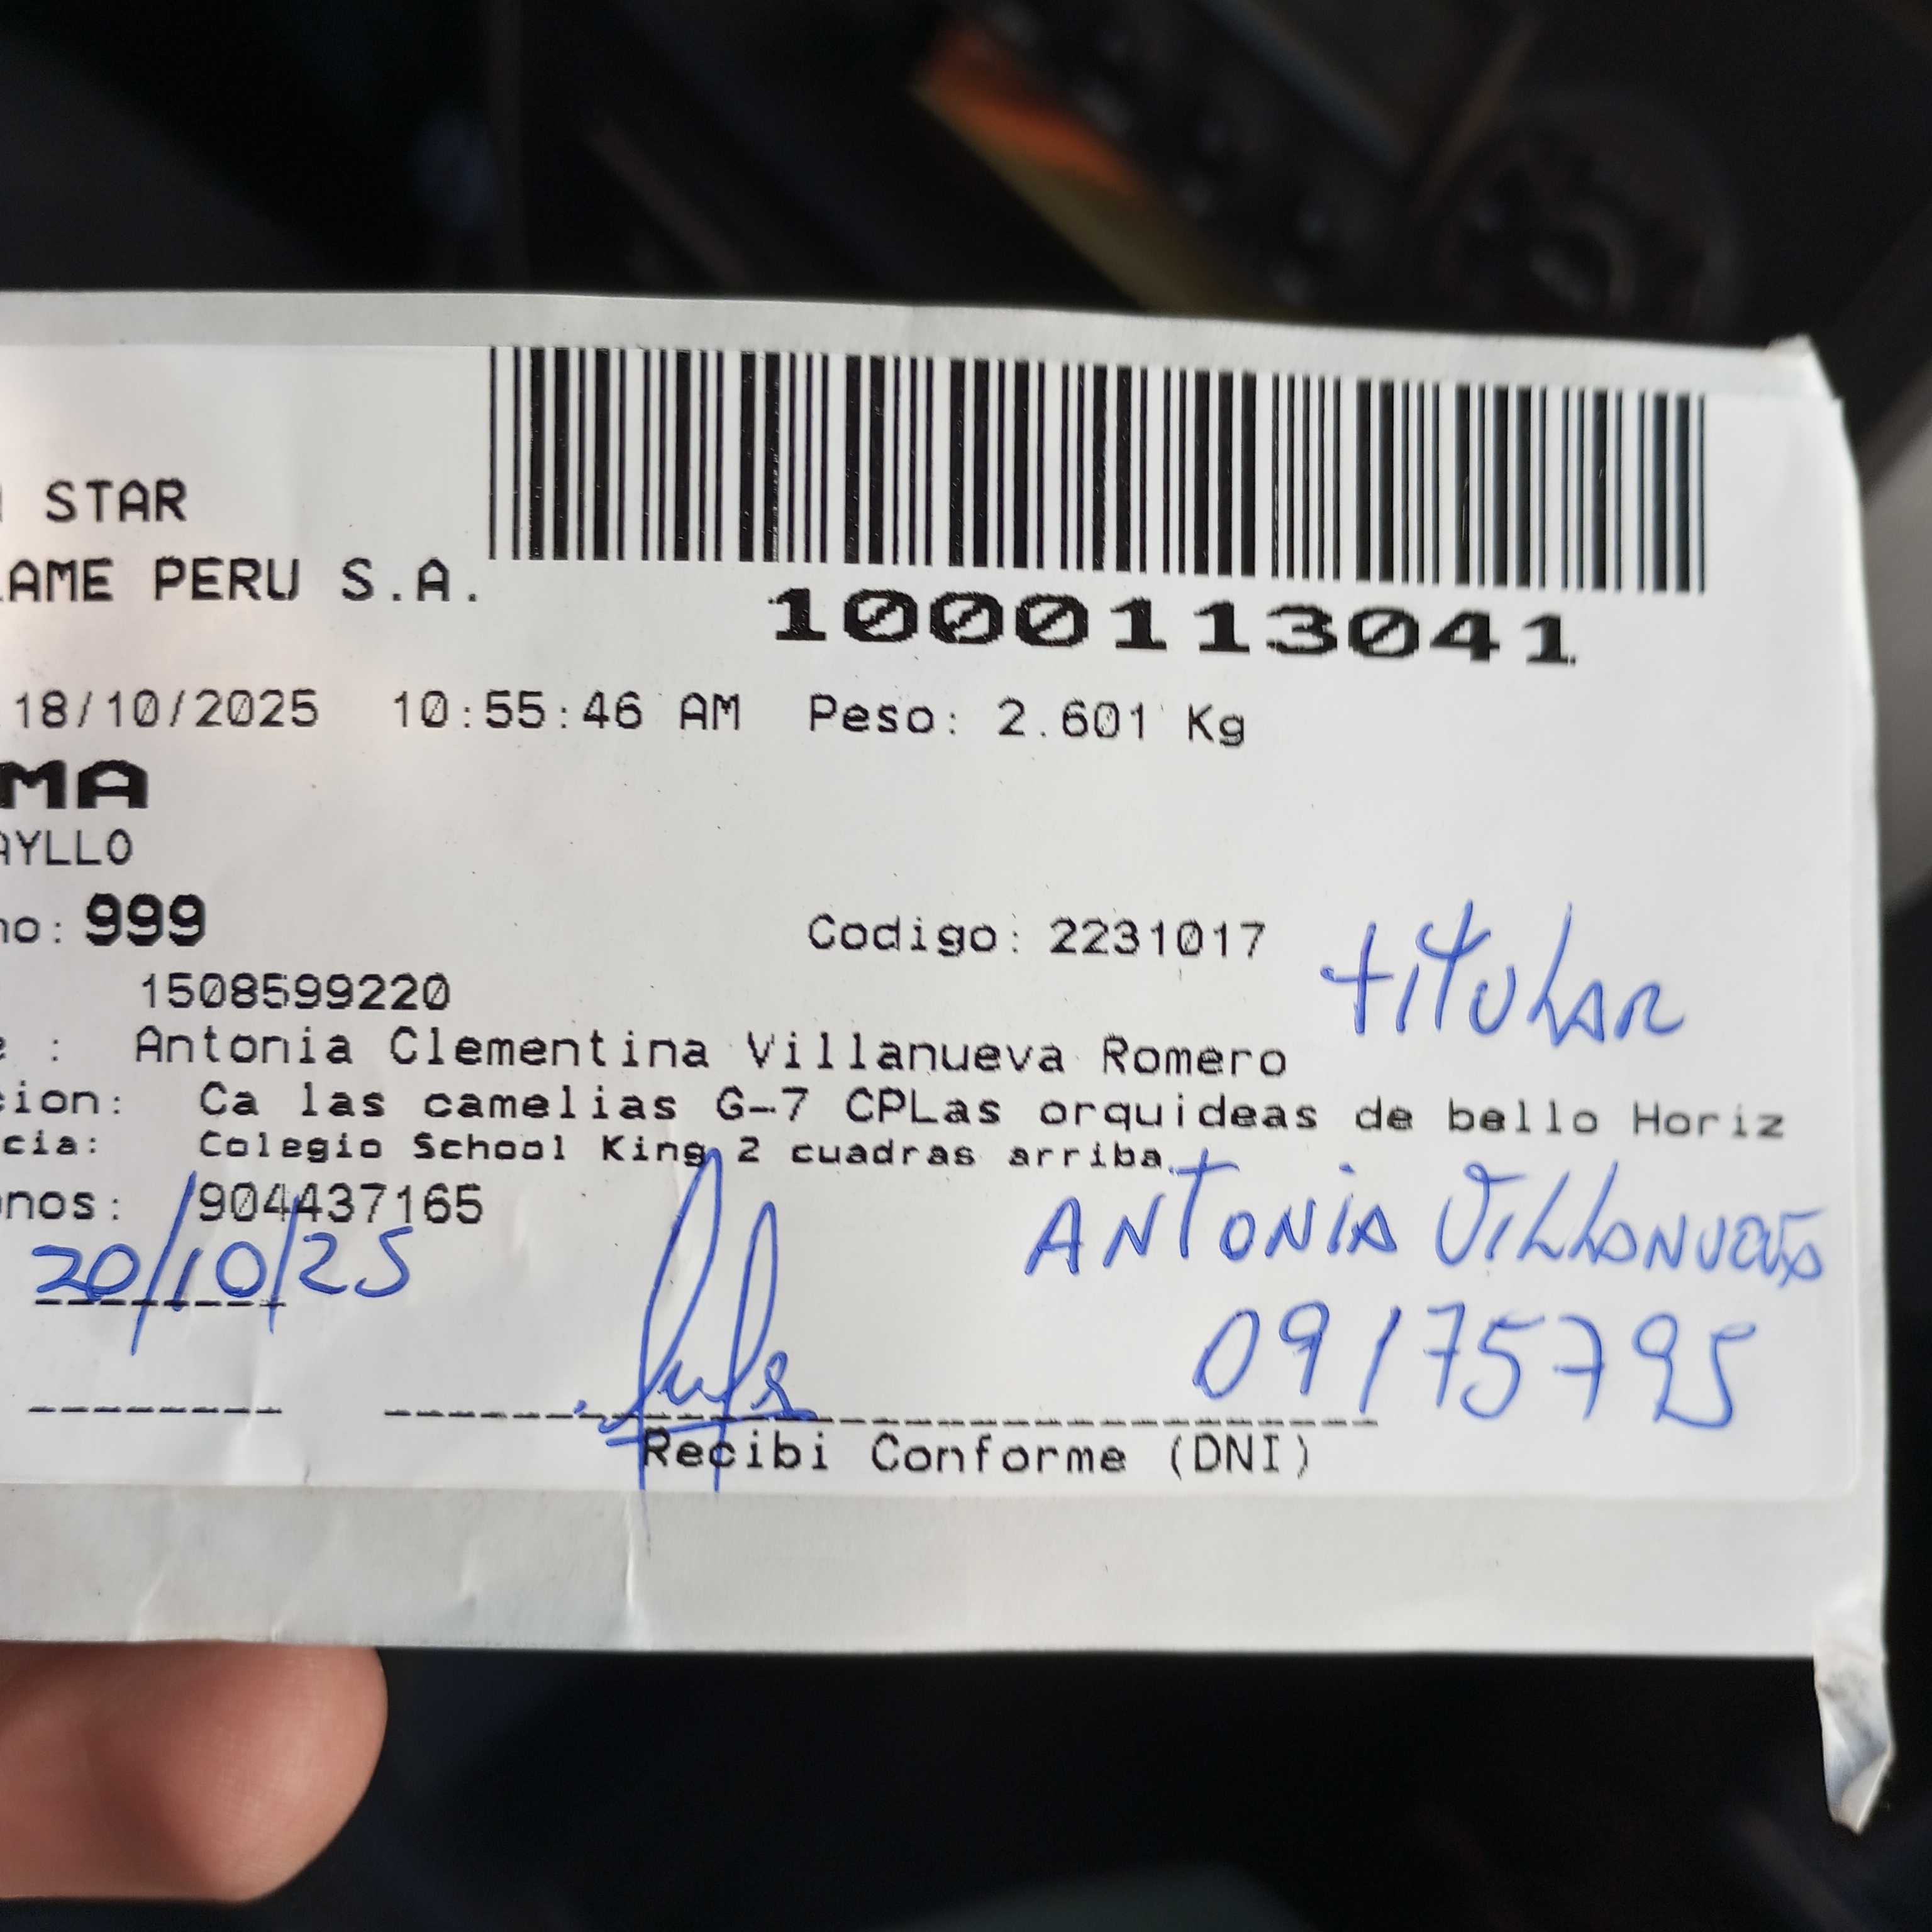 STAR
LAME PERU S.A.
1000113041
18/10/2025 10:55:46 AM Peso: 2.601 Kg
MA
AYLLO
no: 999
Codigo: 2231017
TITULAR
1508599220
e : Antonia Clementina Villanueva Romero
cion: Ca las camelias G-7 CPLas orquideas de bello Horiz
cia: Colegio School King 2 cuadras arriba.
nos: 904437165
20/10/25
ANTONIA VILLANUEVA
09175795
Recibi Conforme (DNI)